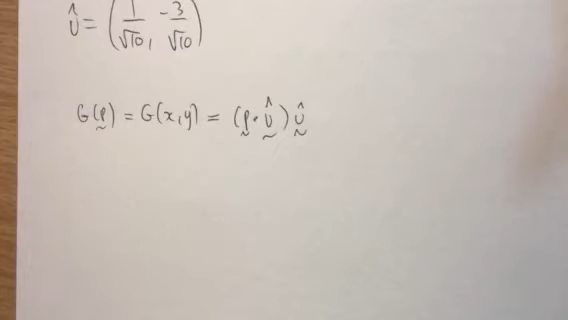 Û = (1/√10, -3/√10)
G(p) = G(x,y) = (p · Û) Û